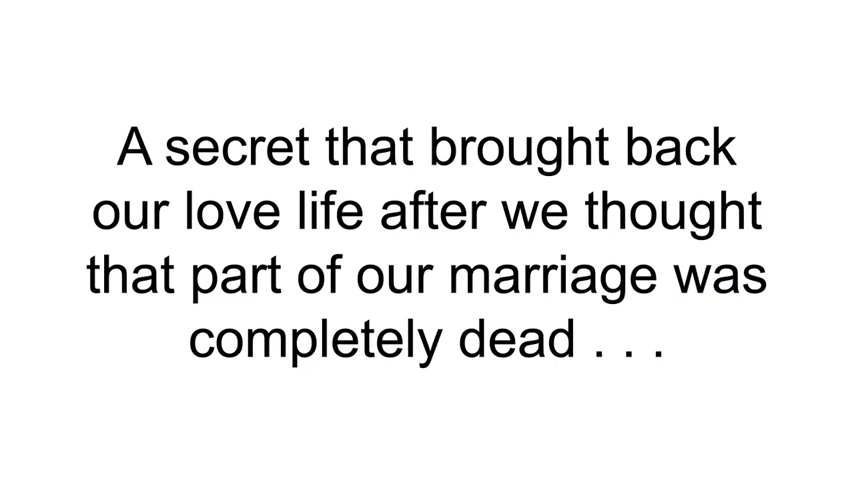 A secret that brought back
our love life after we thought
that part of our marriage was
completely dead . . .